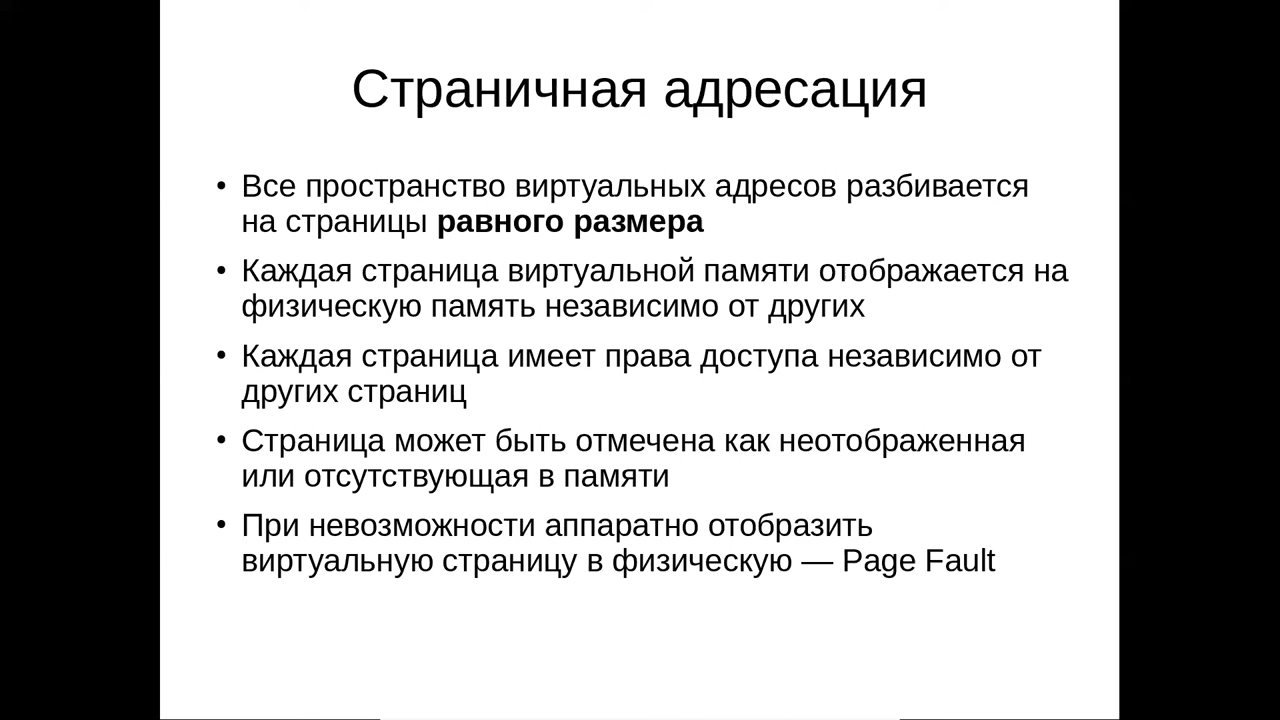 Страничная адресация
• Все пространство виртуальных адресов разбивается
на страницы равного размера
• Каждая страница виртуальной памяти отображается на
физическую память независимо от других
• Каждая страница имеет права доступа независимо от
других страниц
• Страница может быть отмечена как неотображенная
или отсутствующая в памяти
• При невозможности аппаратно отобразить
виртуальную страницу в физическую — Page Fault